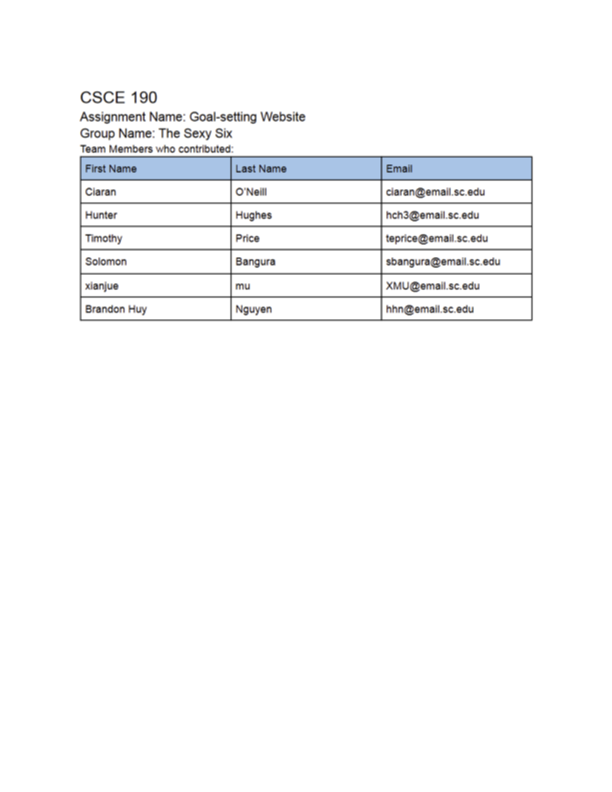 CSCE 190
Assignment Name: Goal-setting Website
Group Name: The Sexy Six
Team Members who contributed:
First Name Last Name Email
Ciaran O'Neill ciaran@email.sc.edu
Hunter Hughes hch3@email.sc.edu
Timothy Price teprice@email.sc.edu
Solomon Bangura sbangura@email.sc.edu
xianjue mu XMU@email.sc.edu
Brandon Huy Nguyen hhn@email.sc.edu